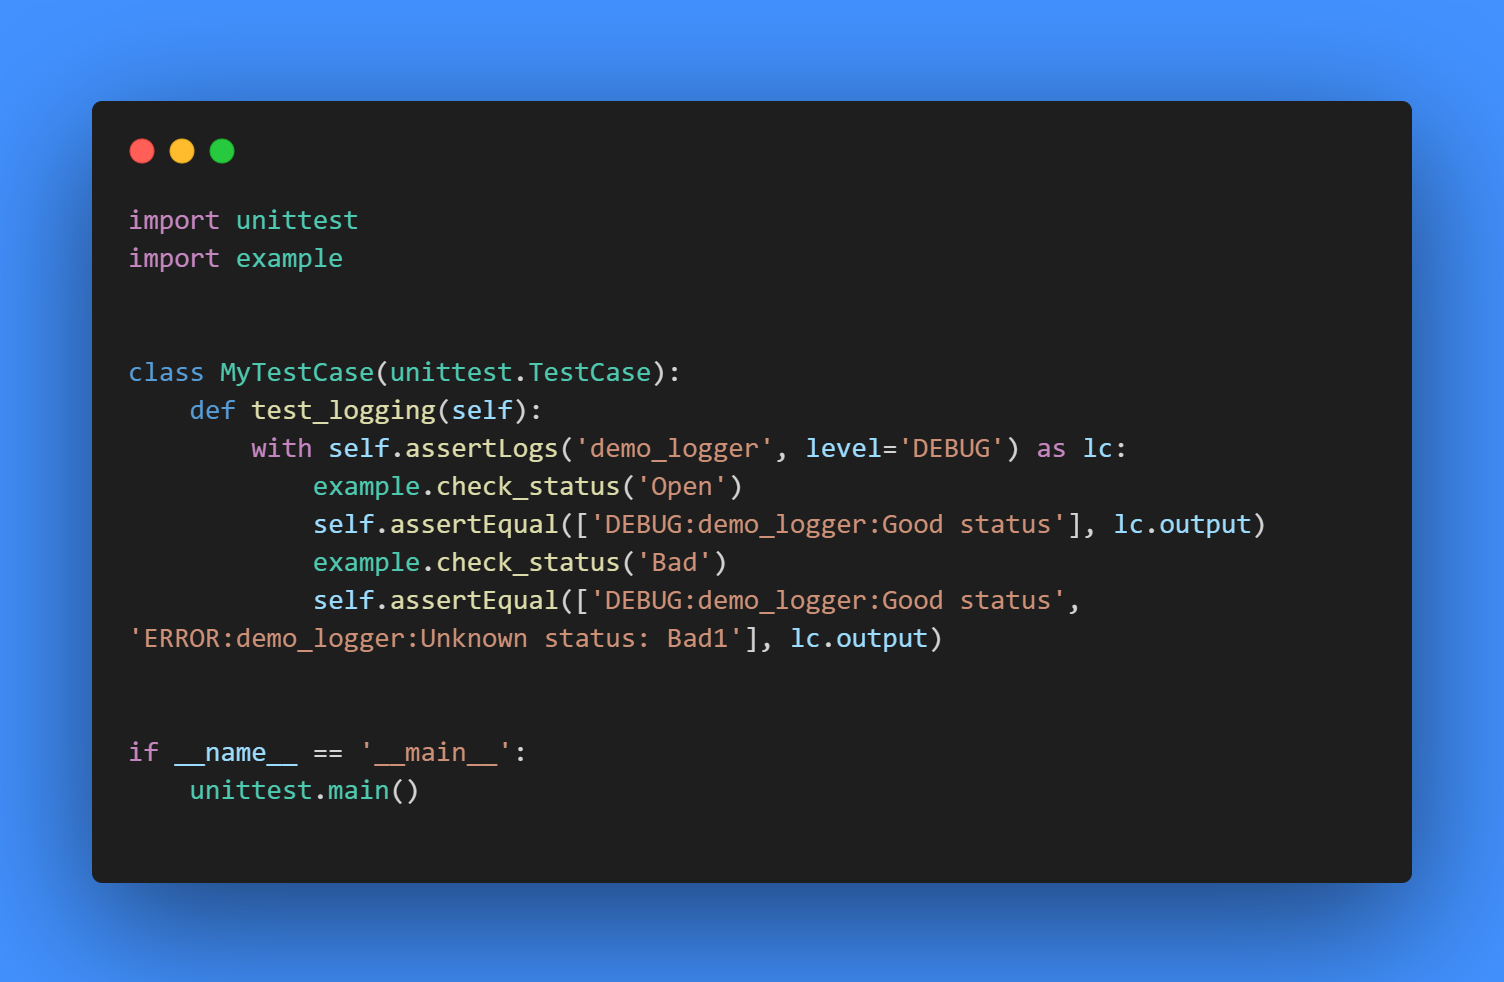 import unittest
import example
class MyTestCase(unittest.TestCase):
    def test_logging(self):
        with self.assertLogs('demo_logger', level='DEBUG') as lc:
            example.check_status('Open')
            self.assertEqual(['DEBUG:demo_logger:Good status'], lc.output)
            example.check_status('Bad')
            self.assertEqual(['DEBUG:demo_logger:Good status',
'ERROR:demo_logger:Unknown status: Bad1'], lc.output)
if __name__ == '__main__':
    unittest.main()